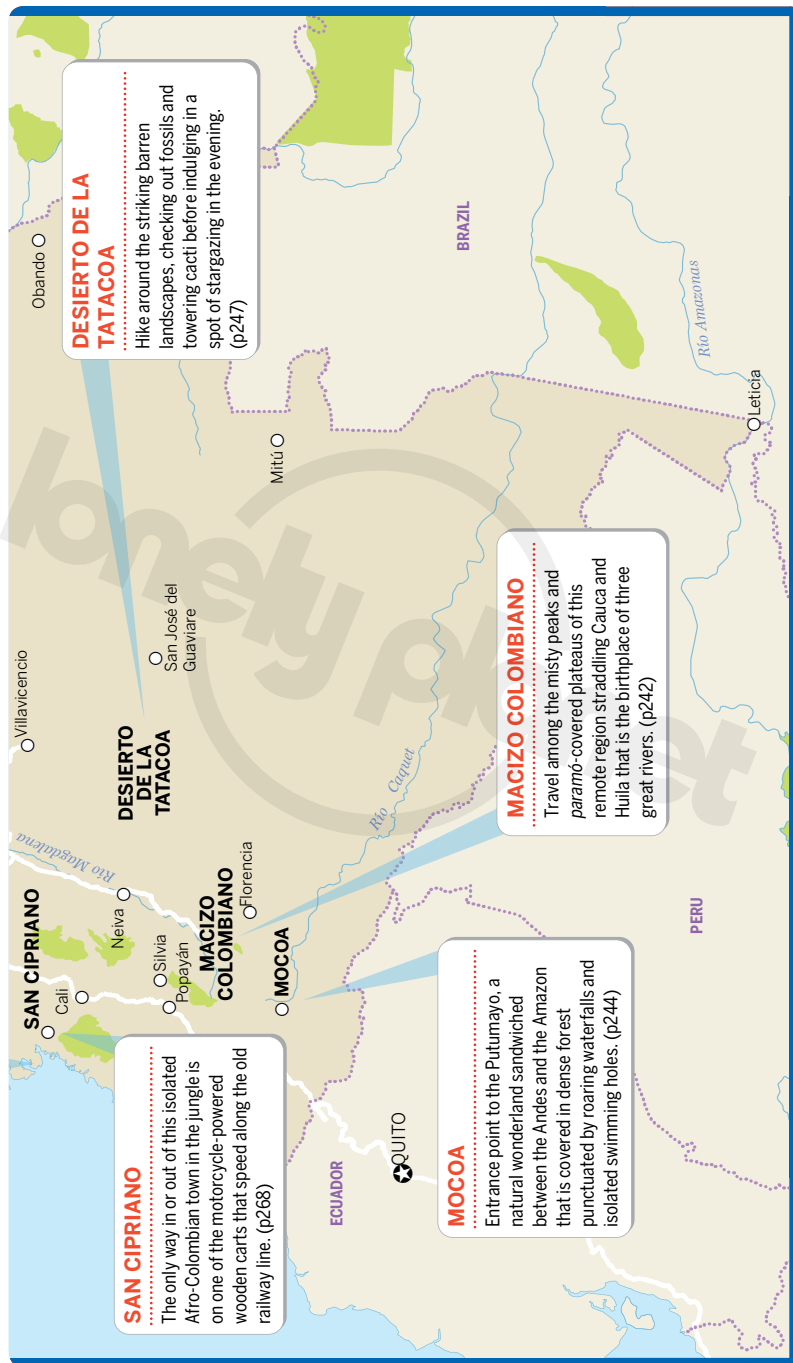 SAN CIPRIANO
The only way in or out of this isolated
Afro-Colombian town in the jungle is
on one of the motorcycle-powered
wooden carts that speed along the old
railway line. (p268)
MOCOA
Entrance point to the Putumayo, a
natural wonderland sandwiched
between the Andes and the Amazon
that is covered in dense forest
punctuated by roaring waterfalls and
isolated swimming holes. (p244)
MACIZO COLOMBIANO
Travel among the misty peaks and
paramó-covered plateaus of this
remote region straddling Cauca and
Huila that is the birthplace of three
great rivers. (p242)
DESIERTO DE LA
TATACOA
Hike around the striking barren
landscapes, checking out fossils and
towering cacti before indulging in a
spot of stargazing in the evening.
(p247)
SAN CIPRIANO
Cali
Neiva
Silvia
Popayán
MACIZO
COLOMBIANO
Florencia
MOCOA
Río Magdalena
Villavicencio
DESIERTO
DE LA
TATACOA
San José del
Guaviare
Obando
Mitú
Río Caquet
BRAZIL
Río Amazonas
Leticia
ECUADOR
QUITO
PERU
lonely planet